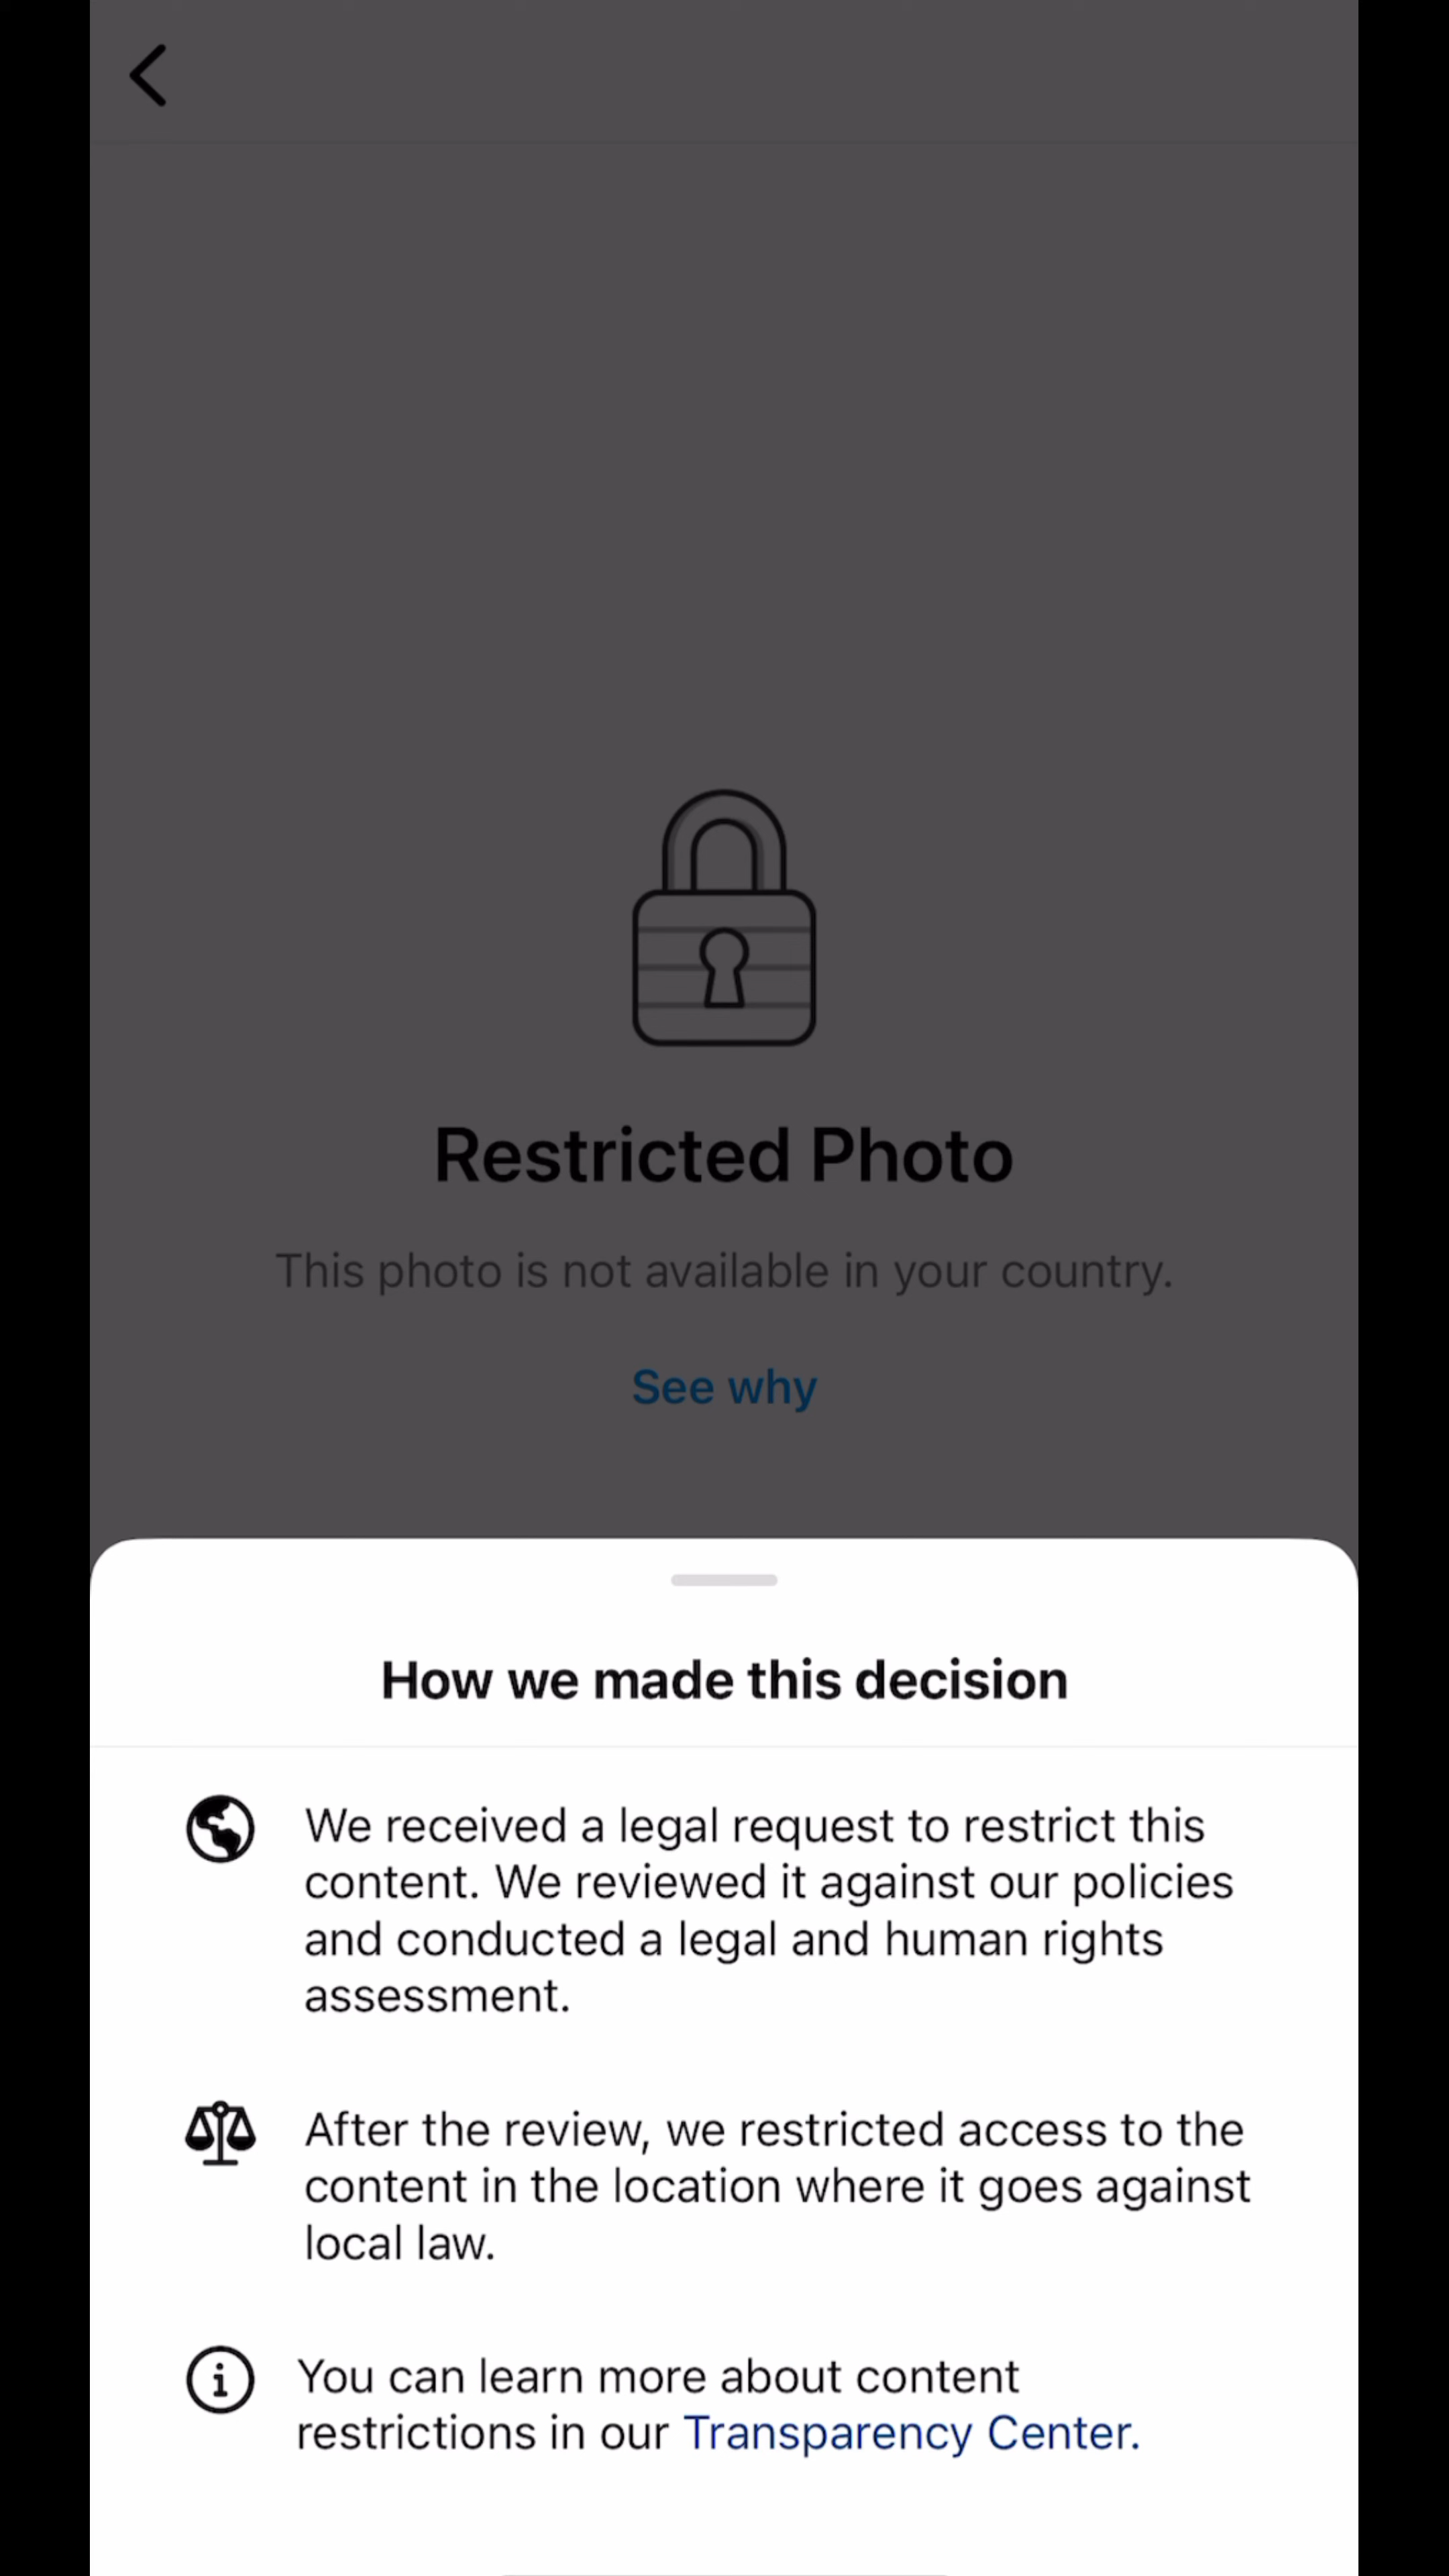 Restricted Photo
This photo is not available in your country.
See why
How we made this decision
We received a legal request to restrict this
content. We reviewed it against our policies
and conducted a legal and human rights
assessment.
After the review, we restricted access to the
content in the location where it goes against
local law.
You can learn more about content
restrictions in our Transparency Center.